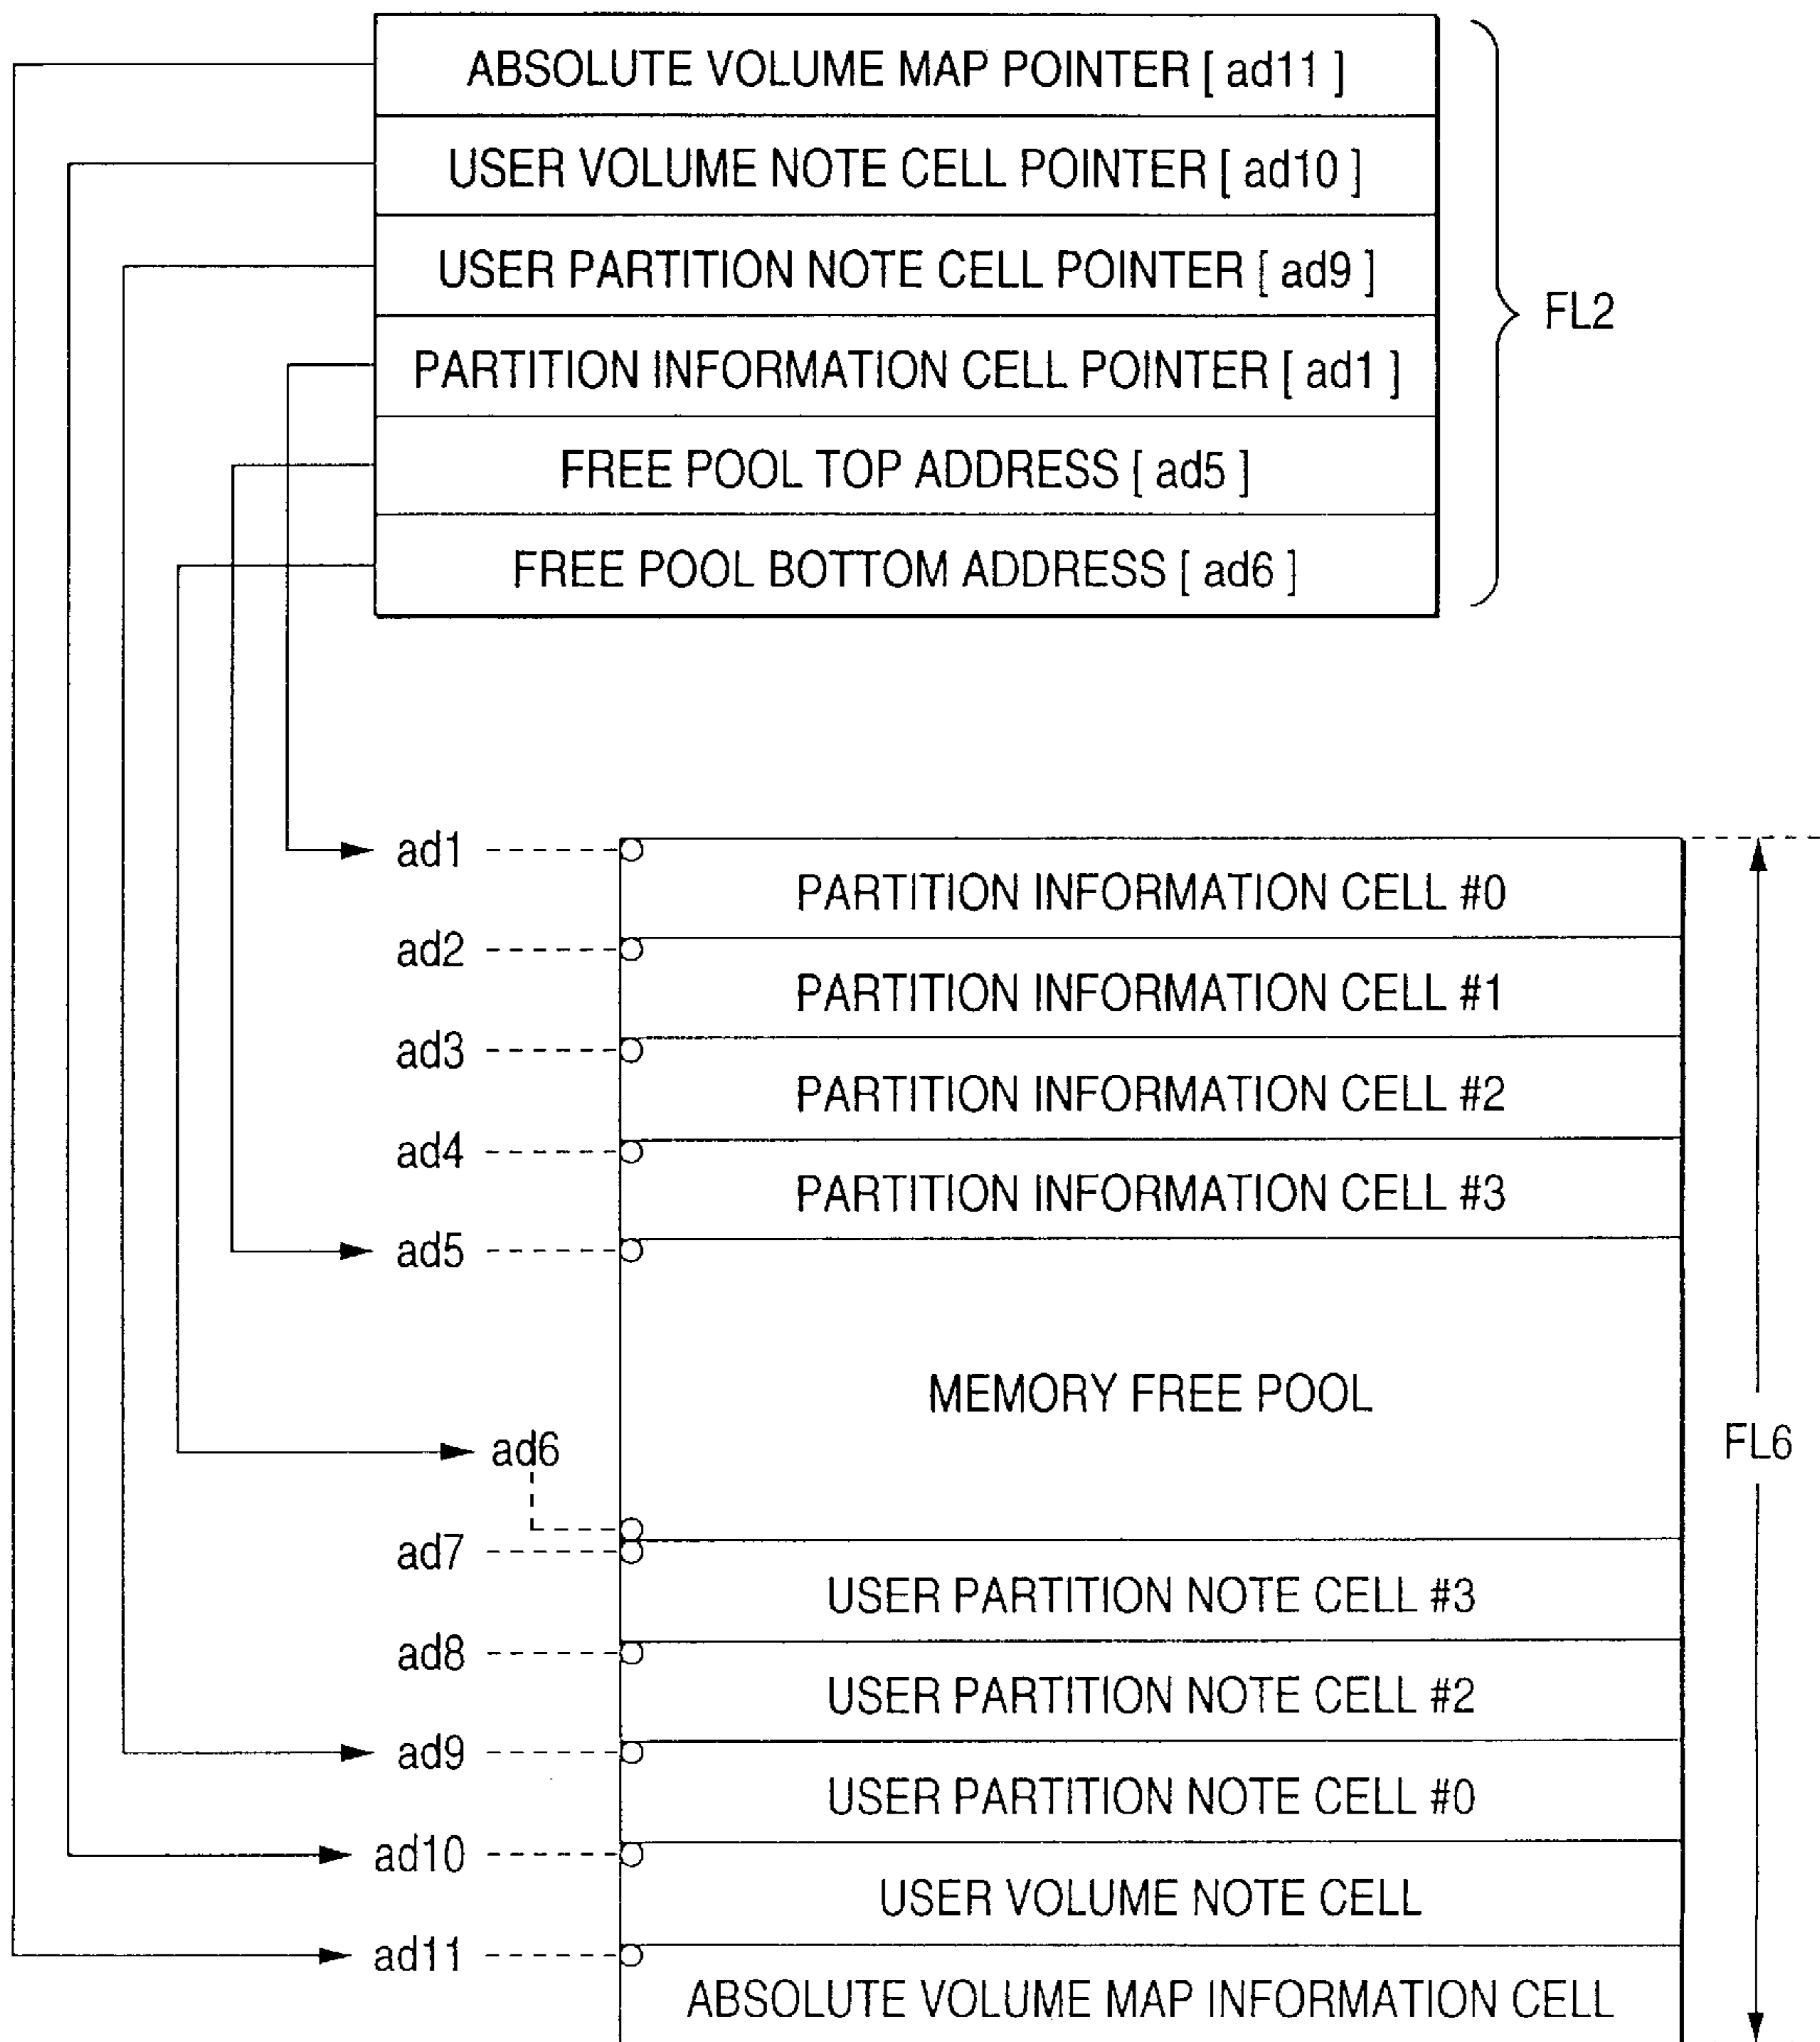 ABSOLUTE VOLUME MAP POINTER [ ad11 ]
USER VOLUME NOTE CELL POINTER [ ad10 ]
USER PARTITION NOTE CELL POINTER [ ad9 ]
FL2
PARTITION INFORMATION CELL POINTER [ ad1 ]
FREE POOL TOP ADDRESS [ ad5 ]
FREE POOL BOTTOM ADDRESS [ ad6 ]
ad1
PARTITION INFORMATION CELL #0
ad2
PARTITION INFORMATION CELL #1
ad3
PARTITION INFORMATION CELL #2
ad4
PARTITION INFORMATION CELL #3
ad5
MEMORY FREE POOL
ad6
FL6
ad7
USER PARTITION NOTE CELL #3
ad8
USER PARTITION NOTE CELL #2
ad9
USER PARTITION NOTE CELL #0
ad10
USER VOLUME NOTE CELL
ad11
ABSOLUTE VOLUME MAP INFORMATION CELL